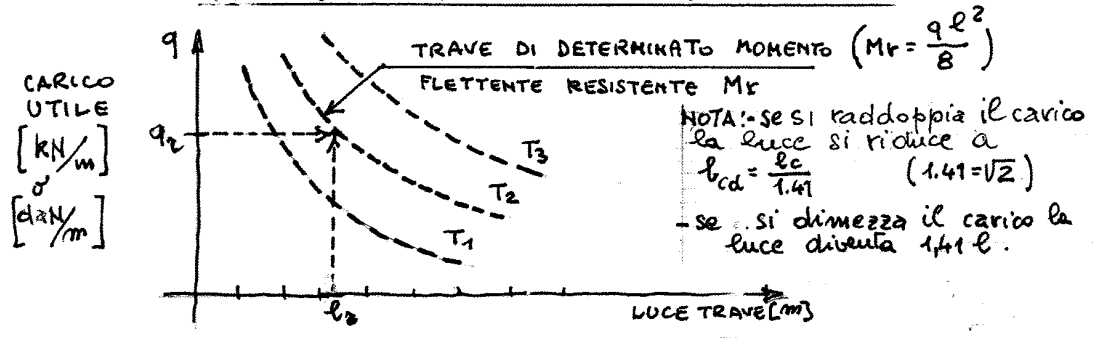 q
TRAVE DI DETERMINATO MOMENTO (Mr = qℓ²/8)
FLETTENTE RESISTENTE Mr
CARICO
UTILE
[kN/m]
o
[daN/m]
q₂
NOTA:- se si raddoppia il carico
la luce si riduce a
ℓcd = ℓc/1.41 (1.41=√2)
- se si dimezza il carico la
luce diventa 1,41 ℓ.
T3
T2
T1
ℓ₂
LUCE TRAVE [m]